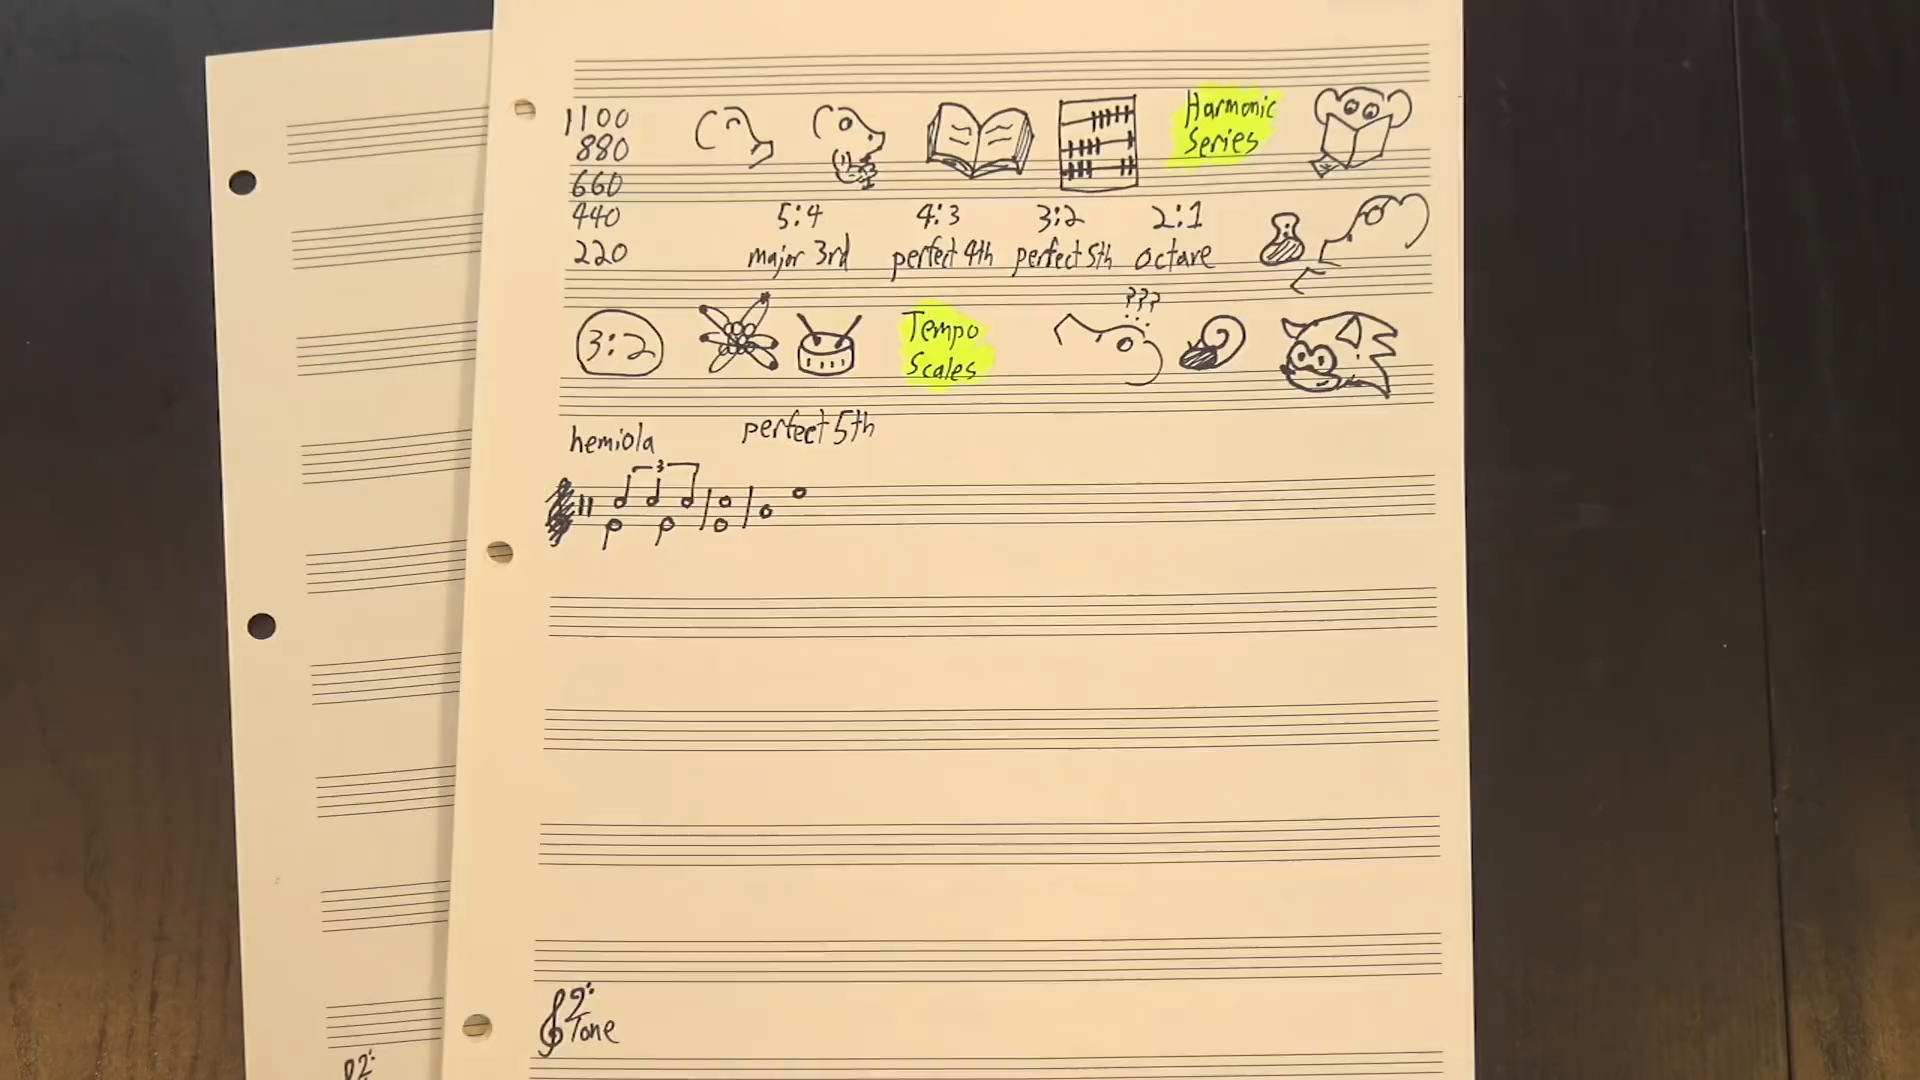 1100
880
660
440
220
Harmonic
Series
5:4
major 3rd
4:3
perfect 4th
3:2
perfect 5th
2:1
octave
3:2
Tempo
Scales
???
hemiola
perfect 5th
3
Tone